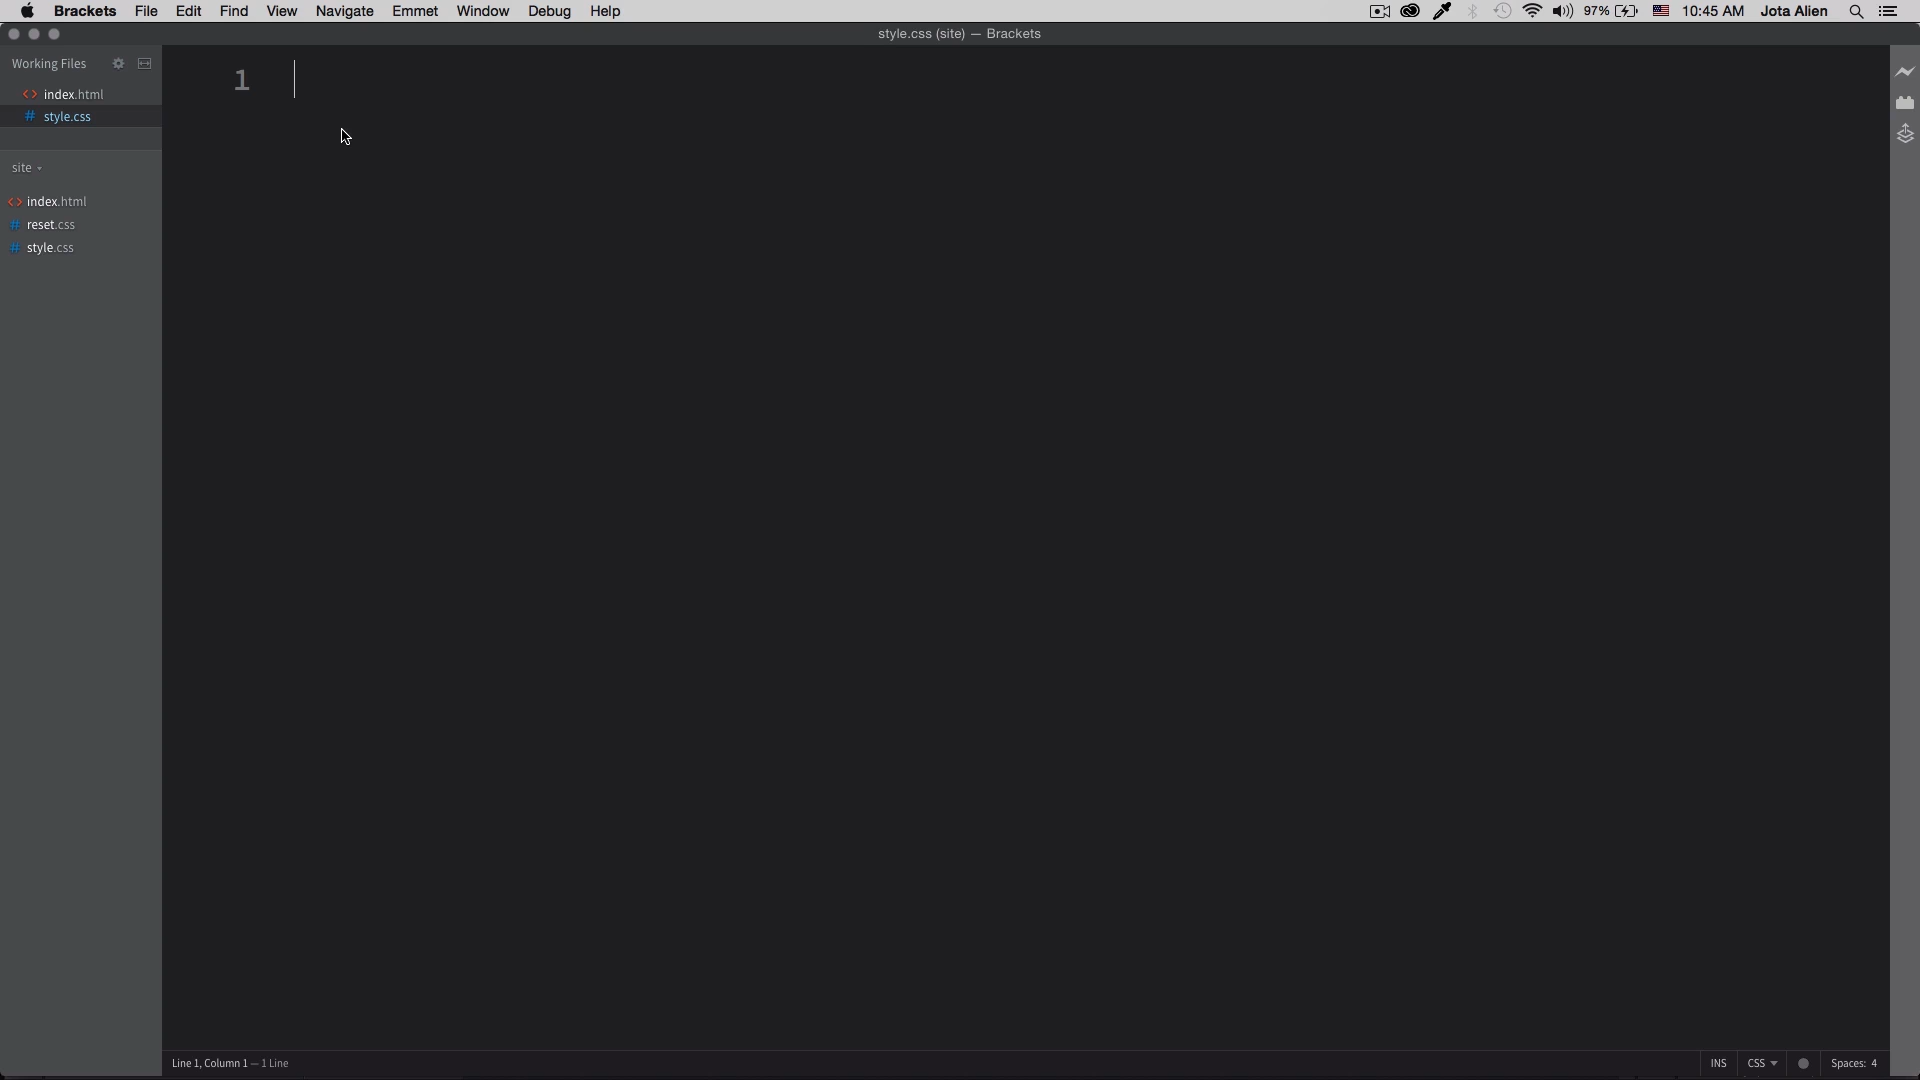 Brackets File Edit Find View Navigate Emmet Window Debug Help 97% 10:45 AM Jota Alien
style.css (site) — Brackets
Working Files
<> index.html
# style.css
site
<> index.html
# reset.css
# style.css
1
Line 1, Column 1 — 1 Line INS CSS Spaces: 4